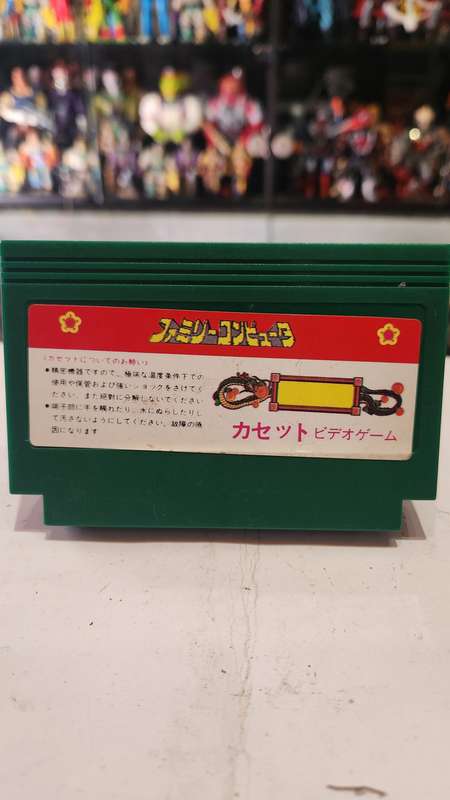 ファミリーコンピュータ
《カセットについてのお願い》
●精密機器ですので、極端な温度条件下での
使用や保管および強いショックをさけてく
ださい。また絶対に分解しないでください
●端子部に手を触れたり、水にぬらしたりし
て汚さないようにしてください。故障の原
因になります
カセット ビデオゲーム